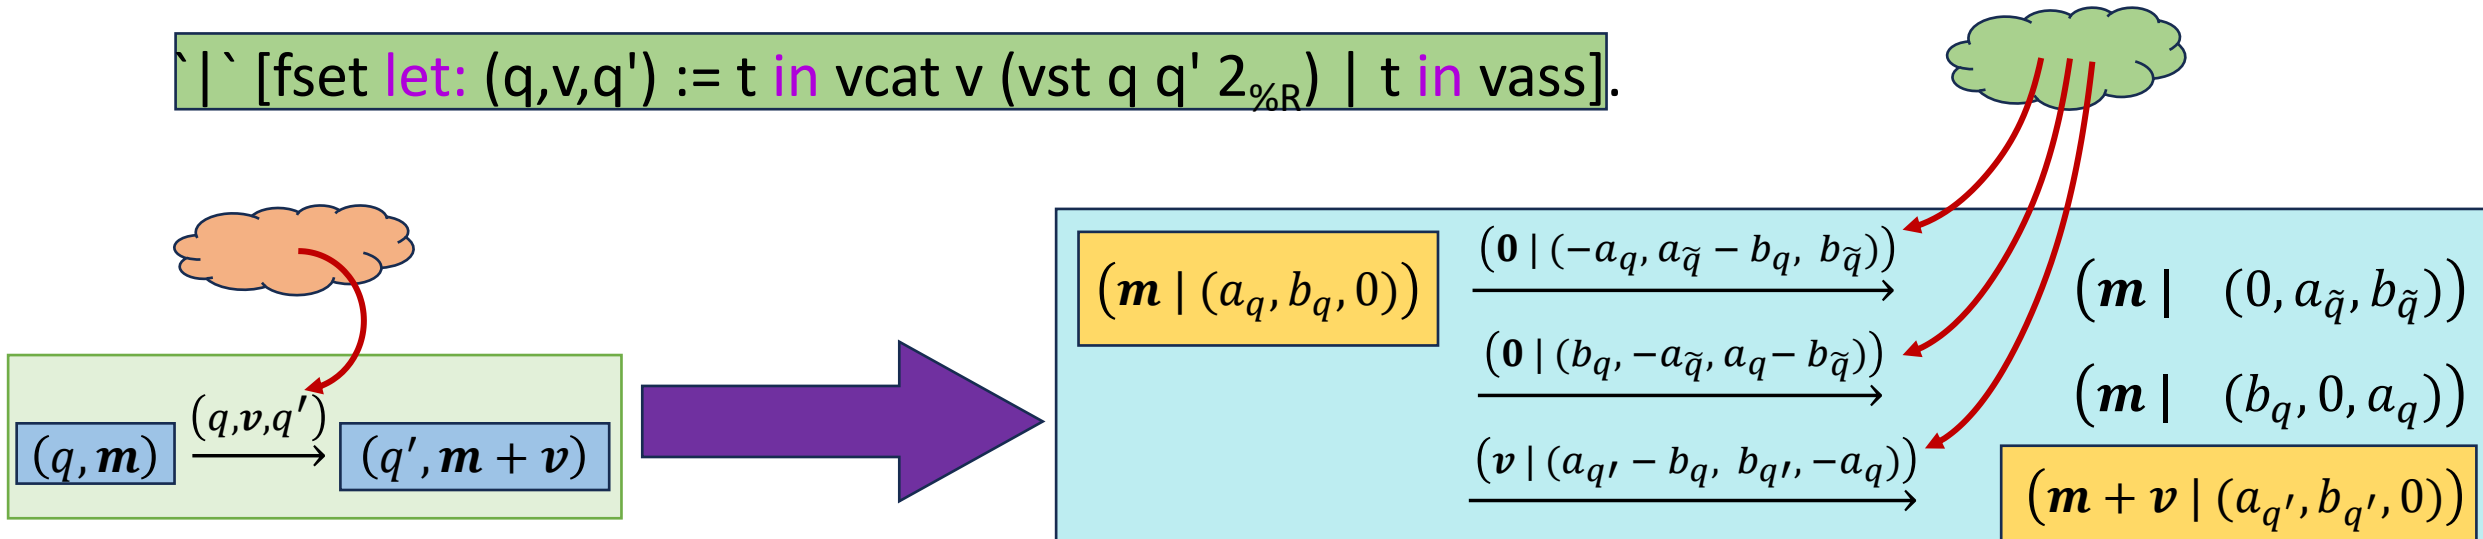 `|` [fset let: (q,v,q') := t in vcat v (vst q q' 2%R) | t in vass].
(𝟎 | (−a_q, a_q̃ − b_q, b_q̃))
(𝒎 | (a_q, b_q, 0))
(𝒎 | (0, a_q̃, b_q̃))
(𝟎 | (b_q, −a_q̃, a_q − b_q̃))
(𝒎 | (b_q, 0, a_q))
(q,𝒗,q′)
(q, 𝒎)
(q′, 𝒎 + 𝒗)
(𝒗 | (a_q′ − b_q, b_q′, −a_q))
(𝒎 + 𝒗 | (a_q′, b_q′, 0))